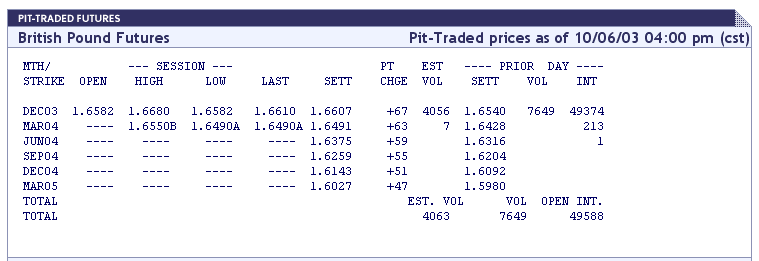 PIT-TRADED FUTURES
British Pound Futures Pit-Traded prices as of 10/06/03 04:00 pm (cst)
MTH/ --- SESSION --- PT EST ---- PRIOR DAY ----
STRIKE OPEN HIGH LOW LAST SETT CHGE VOL SETT VOL INT
DEC03 1.6582 1.6680 1.6582 1.6610 1.6607 +67 4056 1.6540 7649 49374
MAR04 ---- 1.6550B 1.6490A 1.6490A 1.6491 +63 7 1.6428 213
JUN04 ---- ---- ---- ---- 1.6375 +59 1.6316 1
SEP04 ---- ---- ---- ---- 1.6259 +55 1.6204
DEC04 ---- ---- ---- ---- 1.6143 +51 1.6092
MAR05 ---- ---- ---- ---- 1.6027 +47 1.5980
TOTAL EST. VOL VOL OPEN INT.
TOTAL 4063 7649 49588